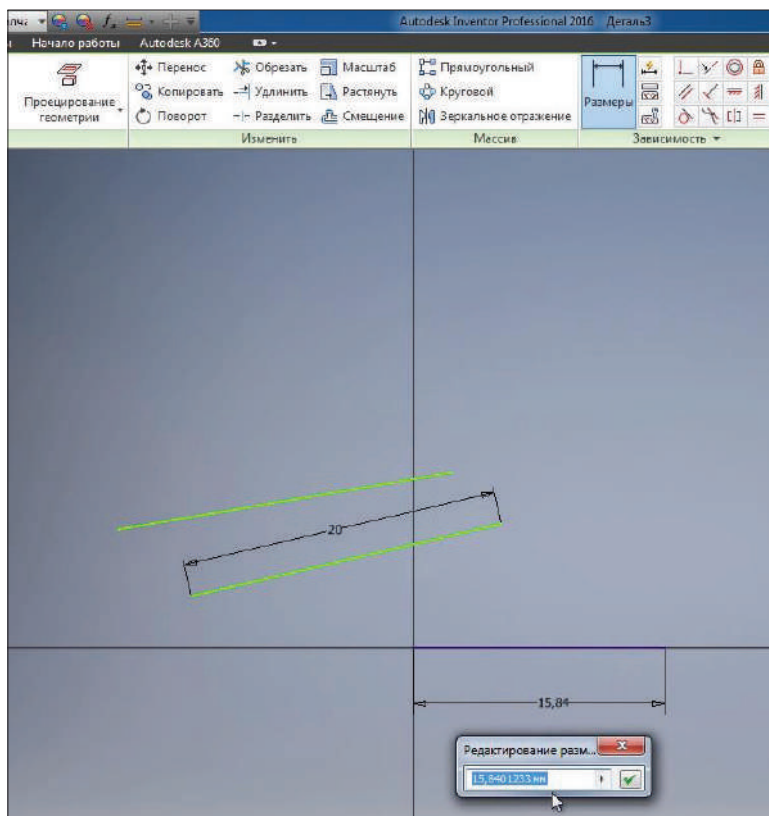 Autodesk Inventor Professional 2016 Деталь3
Начало работы Autodesk A360
Перенос Обрезать Масштаб Прямоугольный
Проецирование геометрии Копировать Удлинить Растянуть Круговой Размеры
Поворот Разделить Смещение Зеркальное отражение
Изменить Массив Зависимость
20
15,84
Редактирование разм...
15,8401233 мм